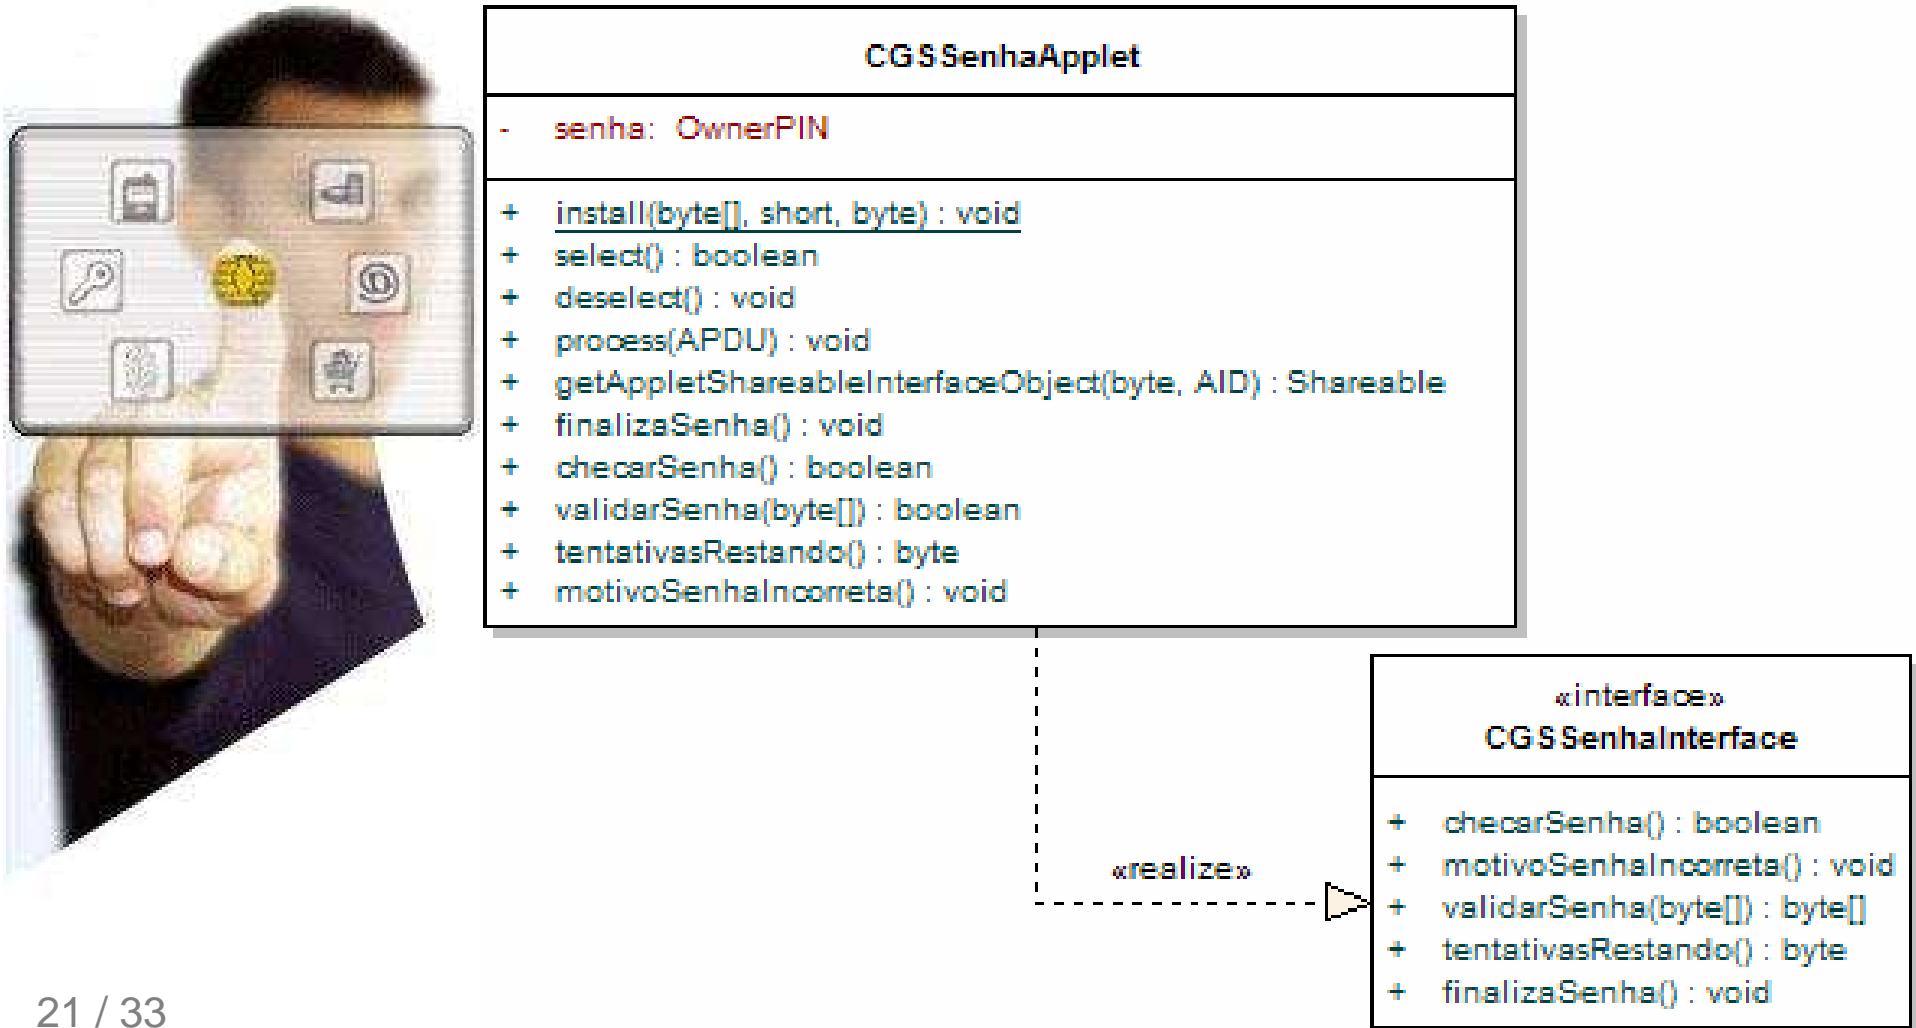 CGSSenhaApplet
- senha: OwnerPIN
+ install(byte[], short, byte) : void
+ select() : boolean
+ deselect() : void
+ process(APDU) : void
+ getAppletShareableInterfaceObject(byte, AID) : Shareable
+ finalizaSenha() : void
+ checarSenha() : boolean
+ validarSenha(byte[]) : boolean
+ tentativasRestando() : byte
+ motivoSenhaIncorreta() : void
«realize»
«interface»
CGSSenhaInterface
+ checarSenha() : boolean
+ motivoSenhaIncorreta() : void
+ validarSenha(byte[]) : byte[]
+ tentativasRestando() : byte
+ finalizaSenha() : void
21 / 33